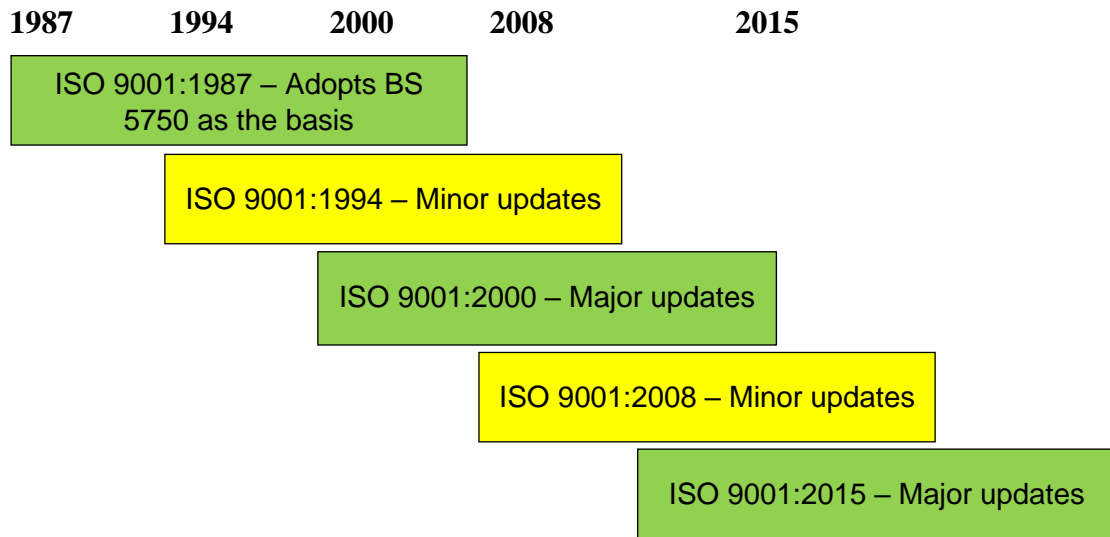 1987 1994 2000 2008 2015
ISO 9001:1987 – Adopts BS
5750 as the basis
ISO 9001:1994 – Minor updates
ISO 9001:2000 – Major updates
ISO 9001:2008 – Minor updates
ISO 9001:2015 – Major updates